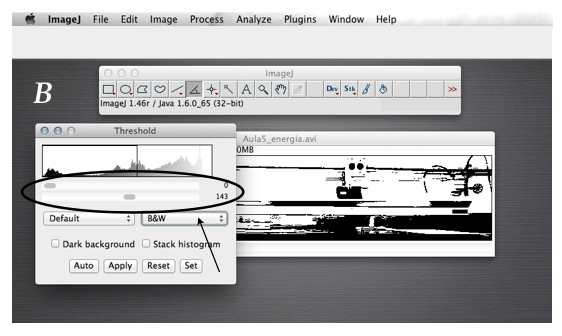 ImageJ File Edit Image Process Analyze Plugins Window Help
B
ImageJ
A Dev Stk >>
ImageJ 1.46r / Java 1.6.0_65 (32-bit)
Threshold
Aula5_energia.avi
0MB
0
143
Default B&W
Dark background Stack histogram
Auto Apply Reset Set